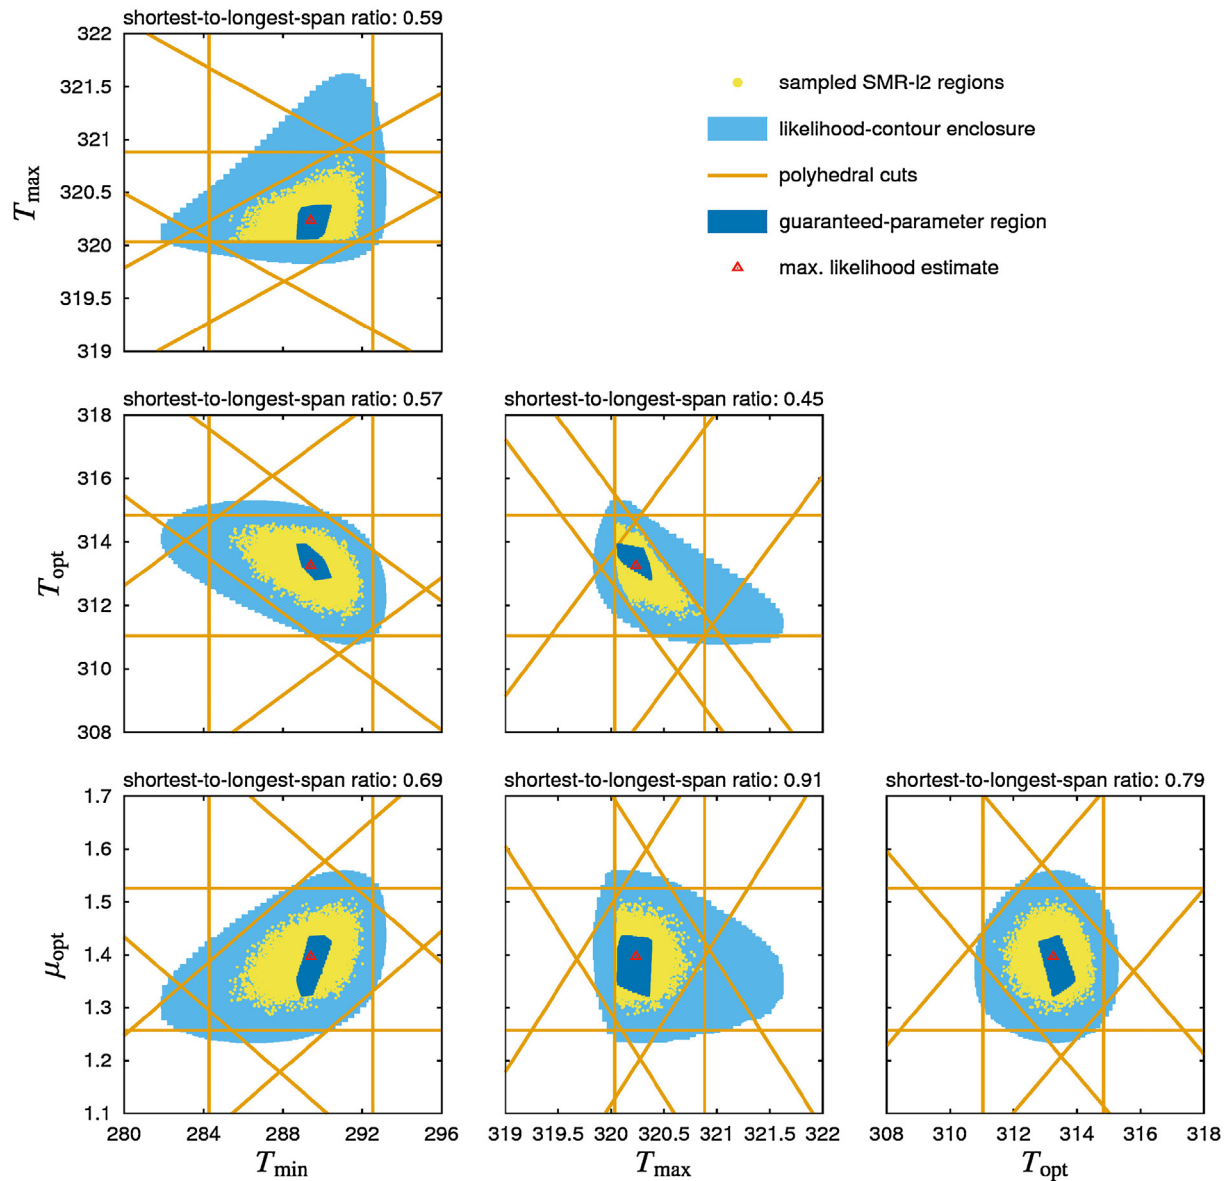 shortest-to-longest-span ratio: 0.59
322
321.5
321
320.5
320
319.5
319
T_max
280 284 288 292 296
sampled SMR-l2 regions
likelihood-contour enclosure
polyhedral cuts
guaranteed-parameter region
max. likelihood estimate
shortest-to-longest-span ratio: 0.57
318
316
314
312
310
308
T_opt
shortest-to-longest-span ratio: 0.45
shortest-to-longest-span ratio: 0.69
1.7
1.6
1.5
1.4
1.3
1.2
1.1
μ_opt
280 284 288 292 296
T_min
shortest-to-longest-span ratio: 0.91
319 319.5 320 320.5 321 321.5 322
T_max
shortest-to-longest-span ratio: 0.79
308 310 312 314 316 318
T_opt